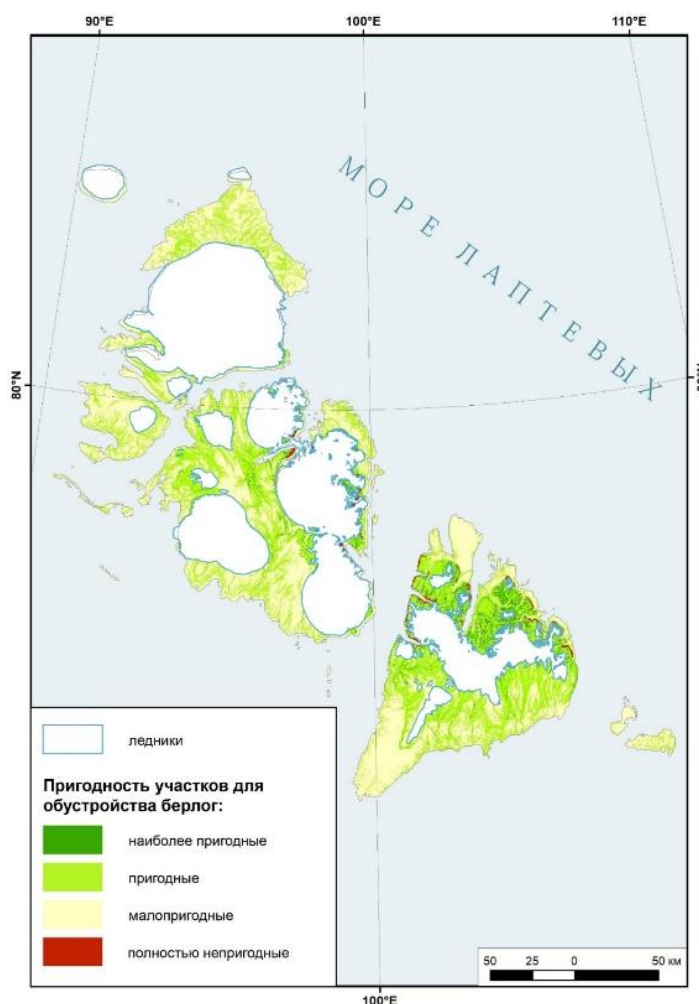 90°E
100°E
110°E
МОРЕ ЛАПТЕВЫХ
80°N
ледники
Пригодность участков для
обустройства берлог:
наиболее пригодные
пригодные
малопригодные
полностью непригодные
50 25 0 50 км
100°E